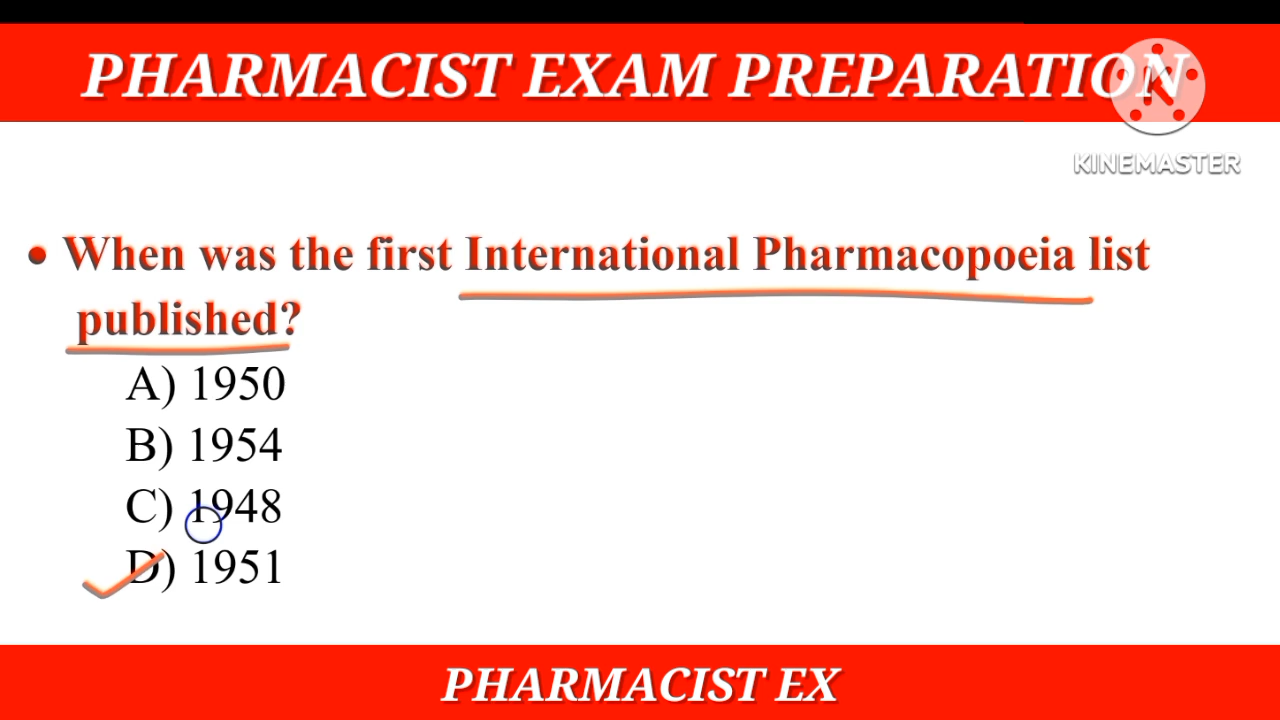 PHARMACIST EXAM PREPARATION
KINEMASTER
• When was the first International Pharmacopoeia list
published?
A) 1950
B) 1954
C) 1948
D) 1951
PHARMACIST EX